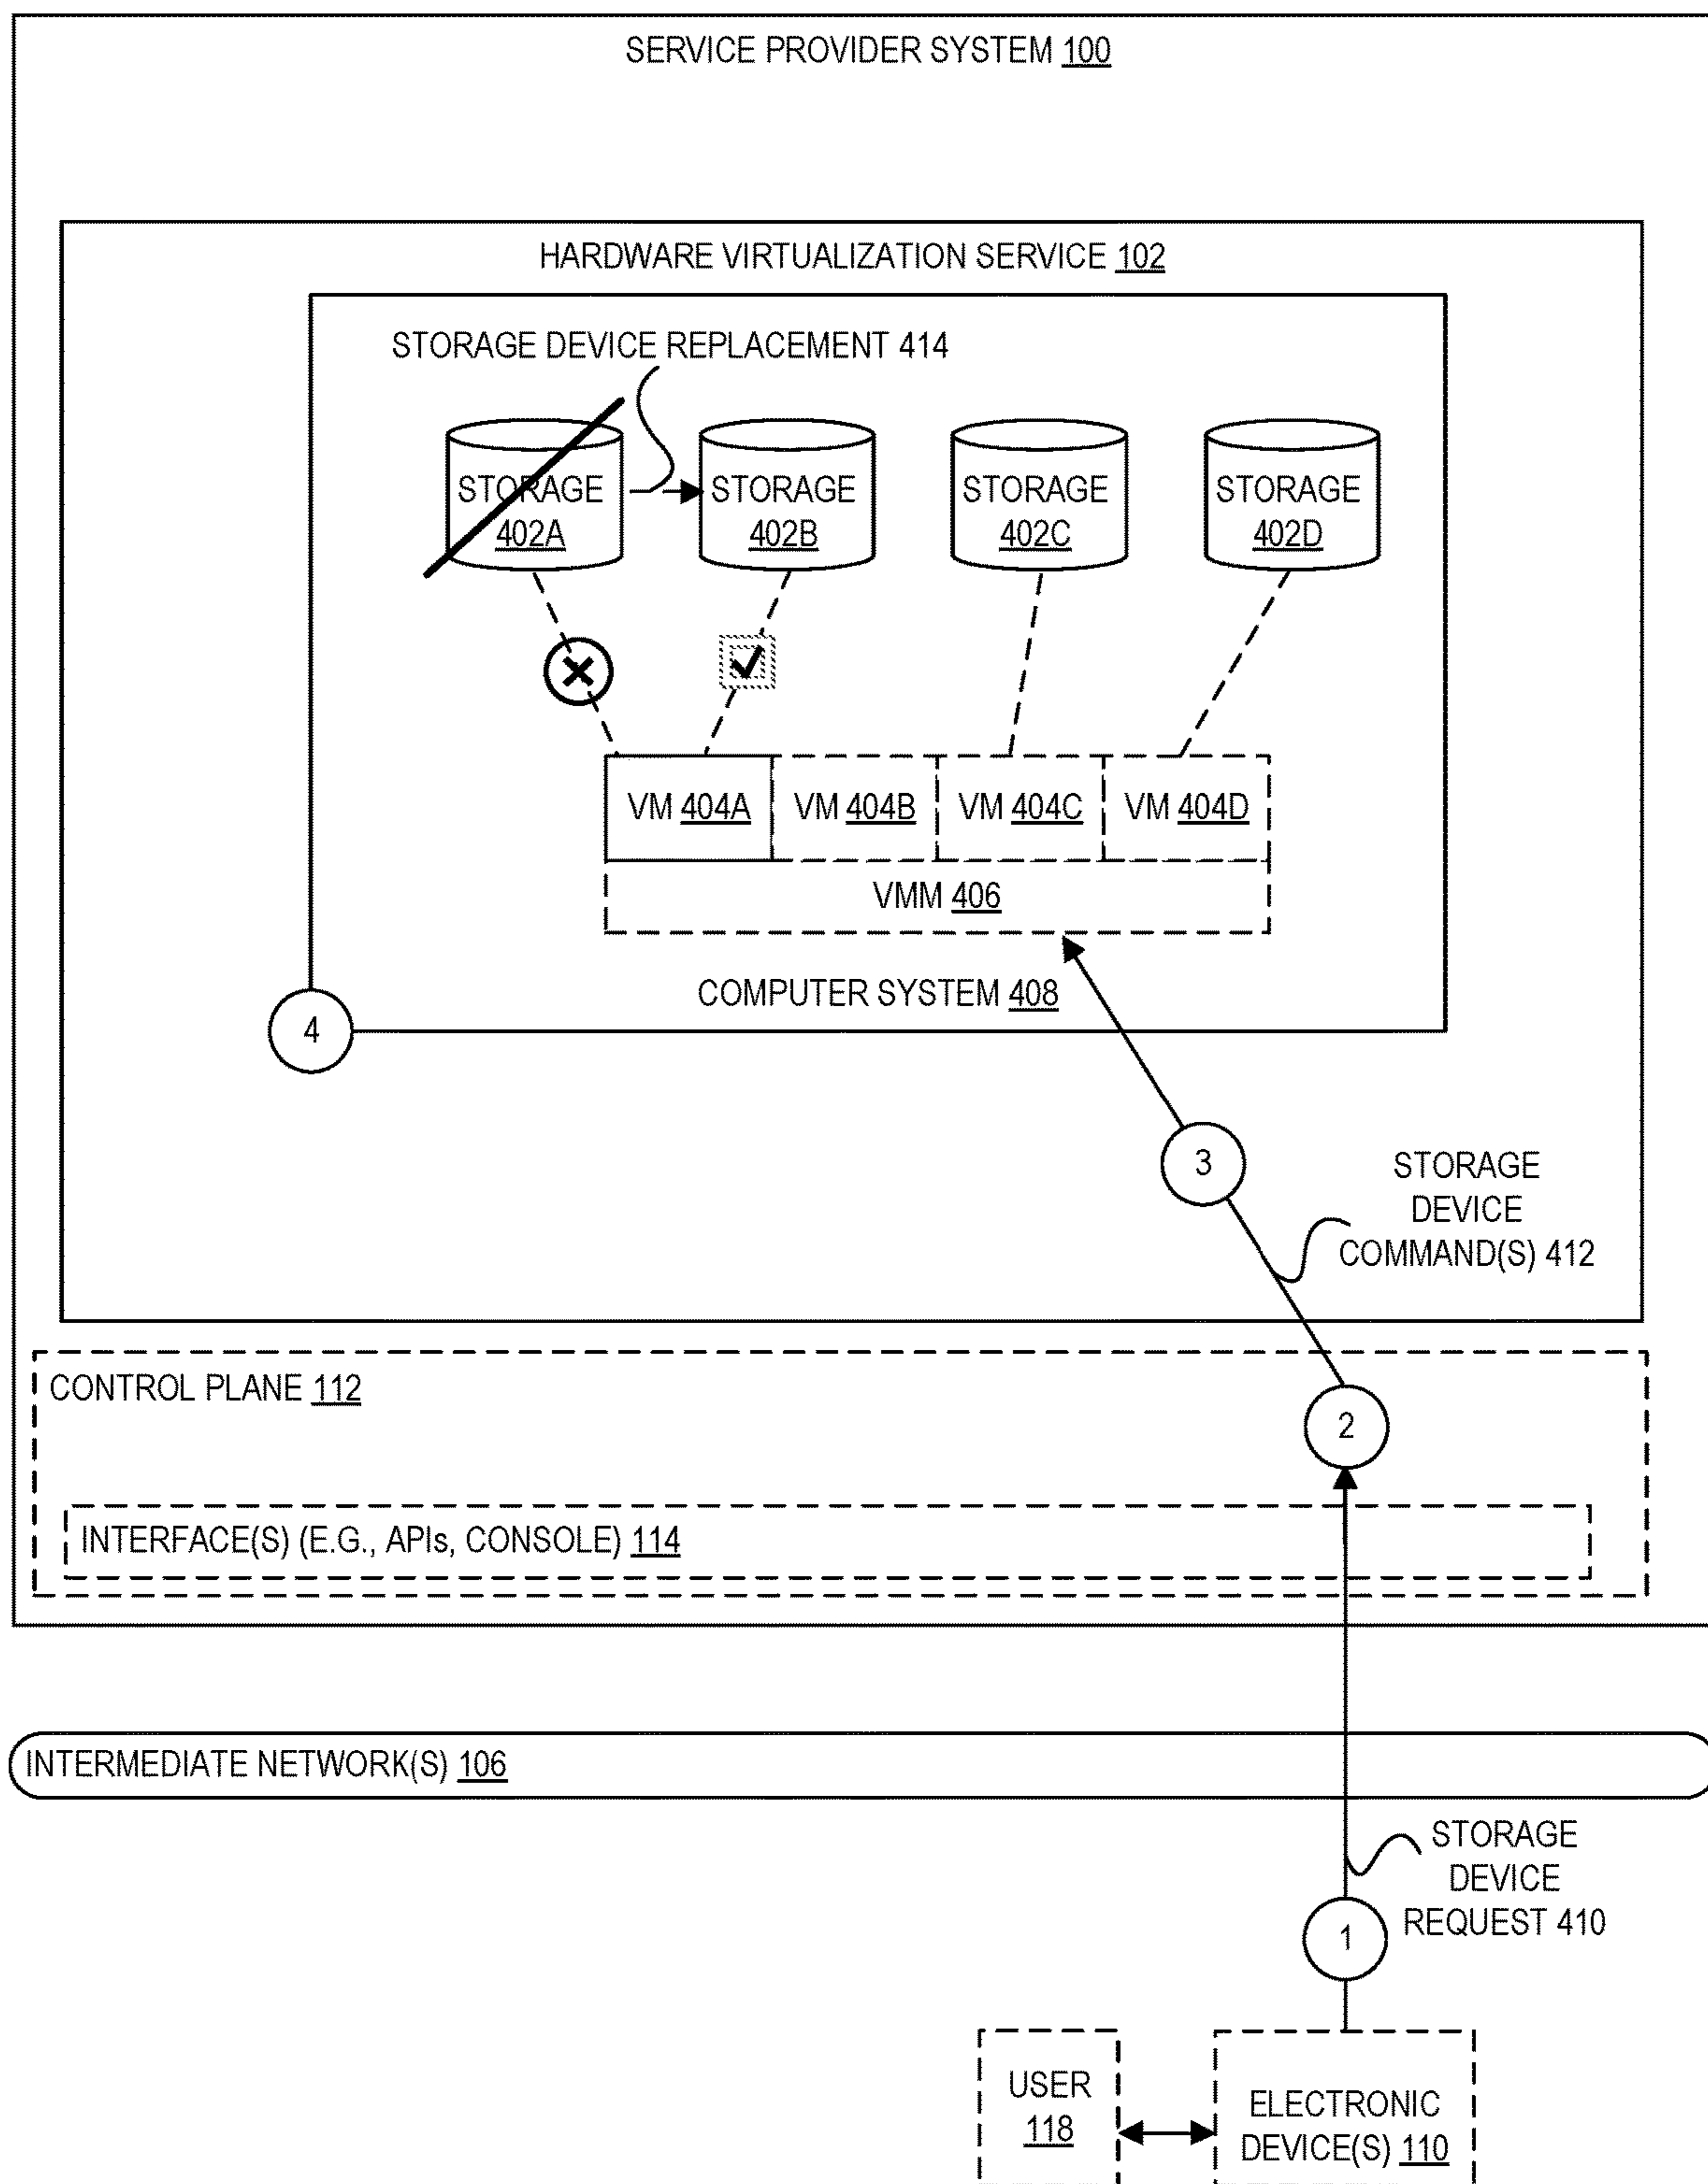 SERVICE PROVIDER SYSTEM 100
HARDWARE VIRTUALIZATION SERVICE 102
STORAGE DEVICE REPLACEMENT 414
STORAGE
402A
STORAGE
402B
STORAGE
402C
STORAGE
402D
VM 404A
VM 404B
VM 404C
VM 404D
VMM 406
COMPUTER SYSTEM 408
4
3
STORAGE
DEVICE
COMMAND(S) 412
CONTROL PLANE 112
2
INTERFACE(S) (E.G., APIs, CONSOLE) 114
INTERMEDIATE NETWORK(S) 106
STORAGE
DEVICE
REQUEST 410
1
USER
118
ELECTRONIC
DEVICE(S) 110